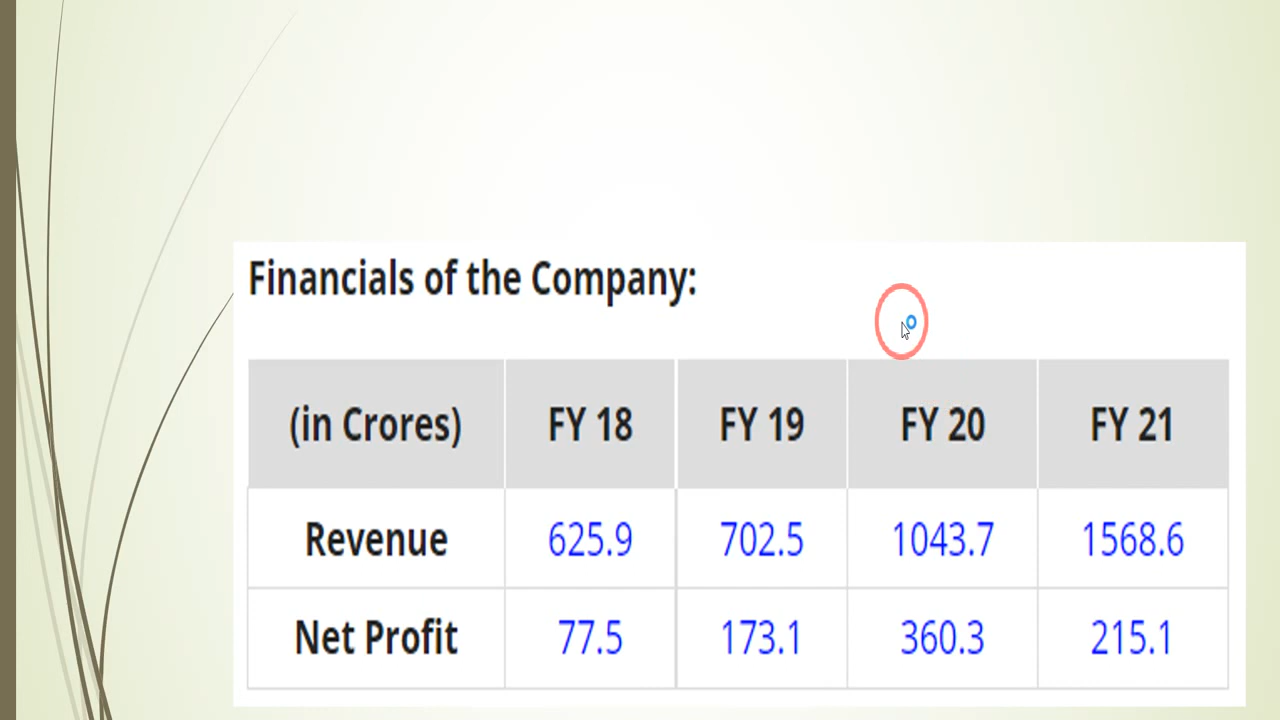 Financials of the Company:
(in Crores) FY 18 FY 19 FY 20 FY 21
Revenue 625.9 702.5 1043.7 1568.6
Net Profit 77.5 173.1 360.3 215.1